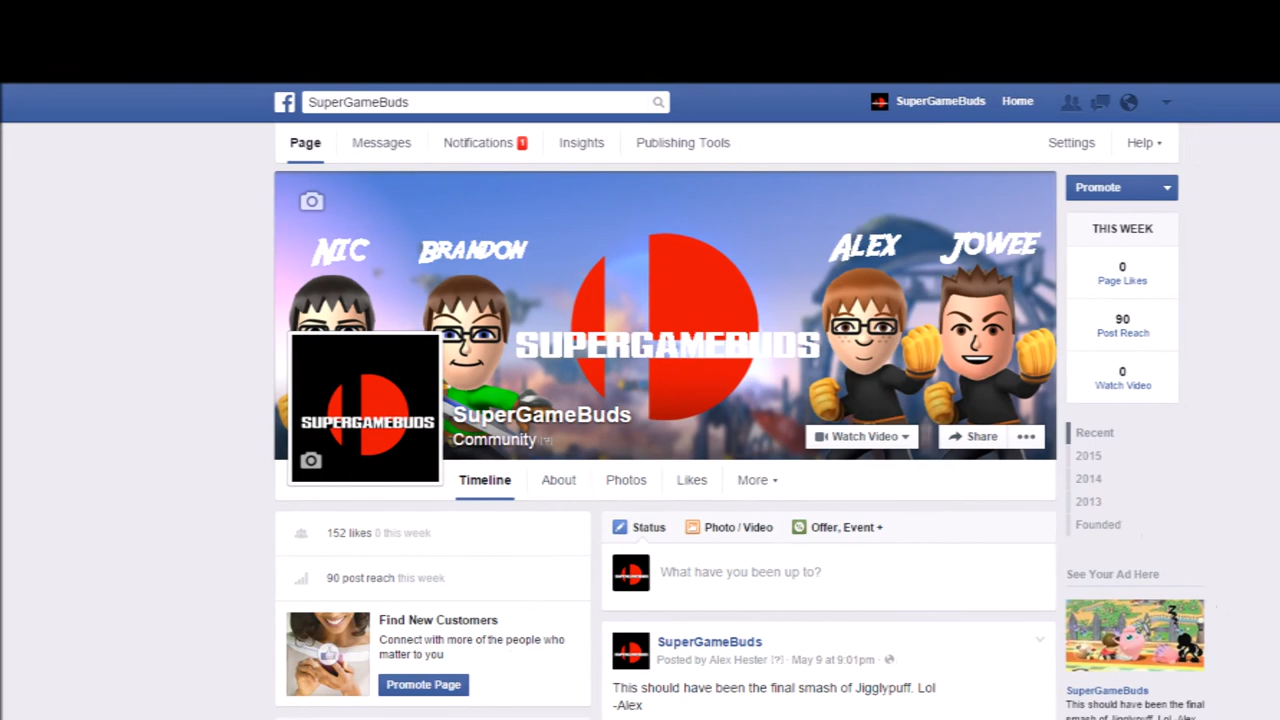 SuperGameBuds
SuperGameBuds Home
Page Messages Notifications 1 Insights Publishing Tools Settings Help
Promote
THIS WEEK
0
Page Likes
90
Post Reach
0
Watch Video
NIC BRANDON ALEX JOWEE
SUPERGAMEBUDS
SUPERGAMEBUDS
SuperGameBuds
Community [?]
Watch Video Share
Timeline About Photos Likes More
Recent
2015
2014
2013
Founded
152 likes 0 this week
90 post reach this week
Find New Customers
Connect with more of the people who
matter to you
Promote Page
Status Photo / Video Offer, Event +
What have you been up to?
SuperGameBuds
Posted by Alex Hester [?] · May 9 at 9:01pm ·
This should have been the final smash of Jigglypuff. Lol
-Alex
See Your Ad Here
SuperGameBuds
This should have been the final
smash of Jigglypuff. Lol -Alex